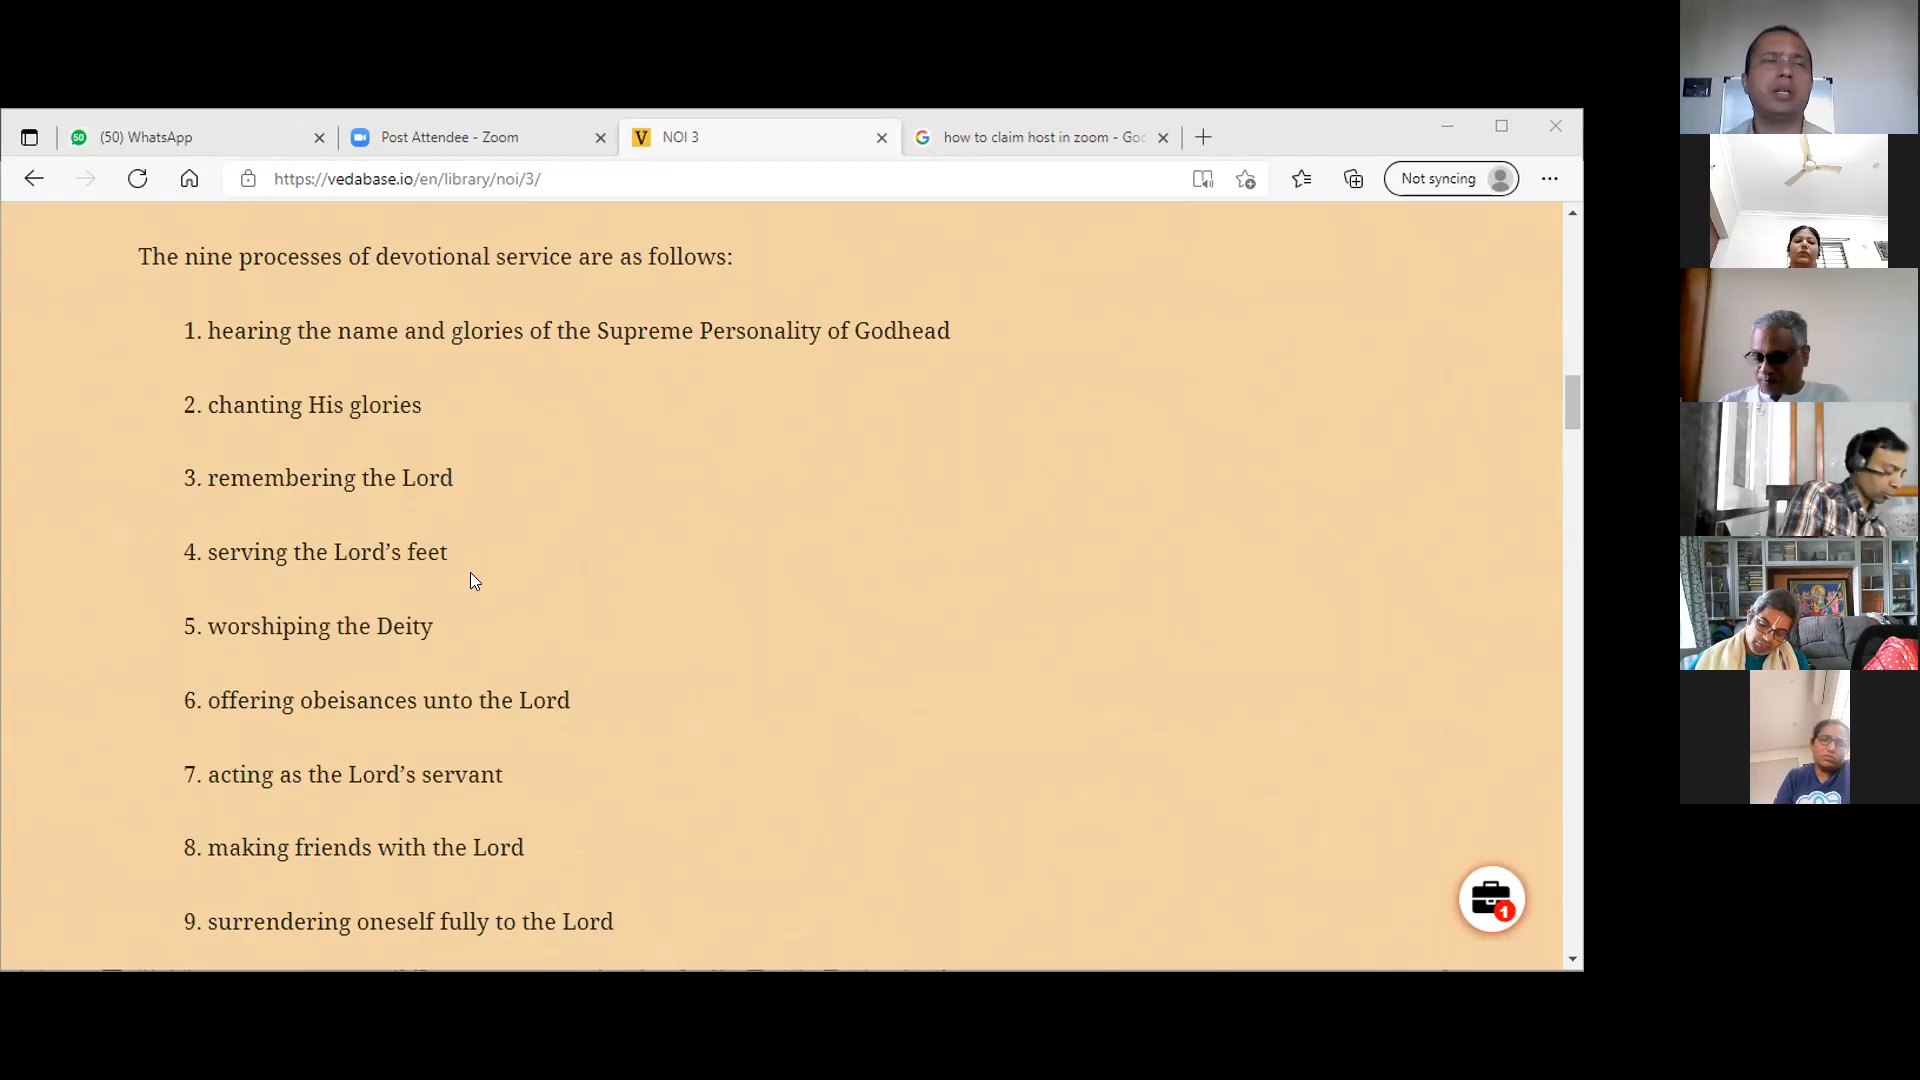 50
(50) WhatsApp
Post Attendee - Zoom
V
NOI 3
G
how to claim host in zoom - Goo
https://vedabase.io/en/library/noi/3/
Not syncing
The nine processes of devotional service are as follows:
1. hearing the name and glories of the Supreme Personality of Godhead
2. chanting His glories
3. remembering the Lord
4. serving the Lord’s feet
5. worshiping the Deity
6. offering obeisances unto the Lord
7. acting as the Lord’s servant
8. making friends with the Lord
9. surrendering oneself fully to the Lord
1